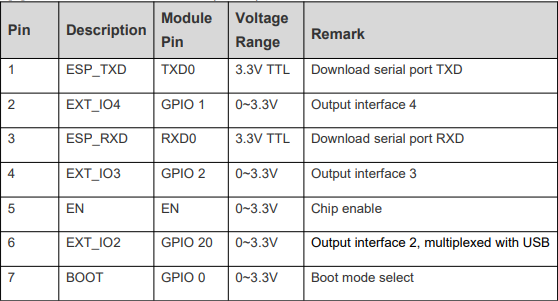 Pin Description Module Pin Voltage Range Remark
1 ESP_TXD TXD0 3.3V TTL Download serial port TXD
2 EXT_IO4 GPIO 1 0~3.3V Output interface 4
3 ESP_RXD RXD0 3.3V TTL Download serial port RXD
4 EXT_IO3 GPIO 2 0~3.3V Output interface 3
5 EN EN 0~3.3V Chip enable
6 EXT_IO2 GPIO 20 0~3.3V Output interface 2, multiplexed with USB
7 BOOT GPIO 0 0~3.3V Boot mode select